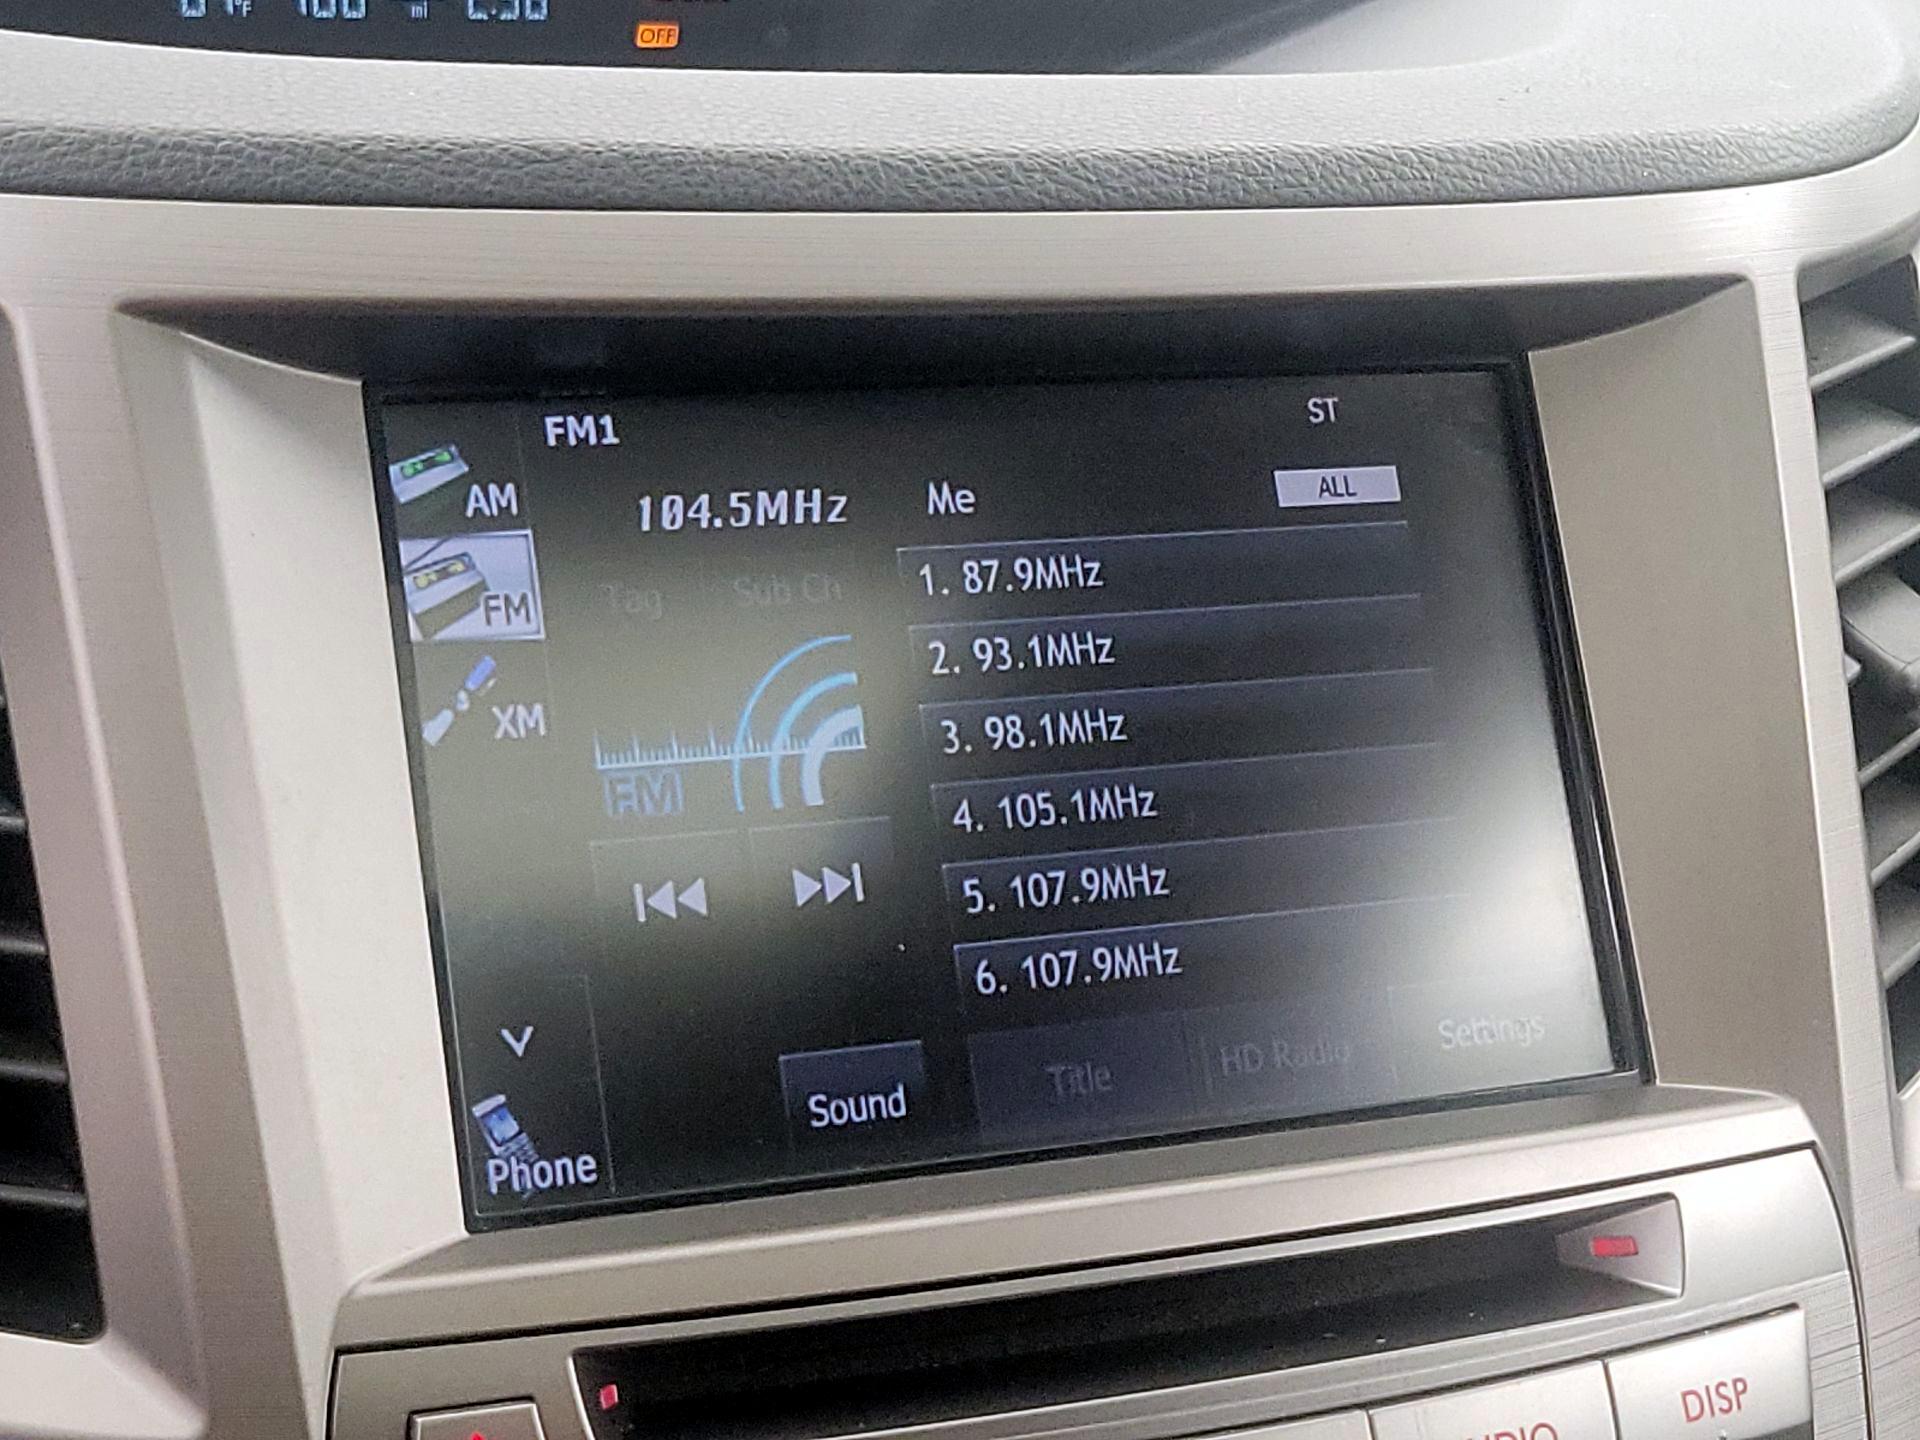 OFF
FM1
ST
AM
104.5MHz
Me
ALL
FM
Tag
Sub Ch
1. 87.9MHz
2. 93.1MHz
XM
3. 98.1MHz
FM
4. 105.1MHz
5. 107.9MHz
6. 107.9MHz
Sound
Title
HD Radio
Settings
Phone
DISP